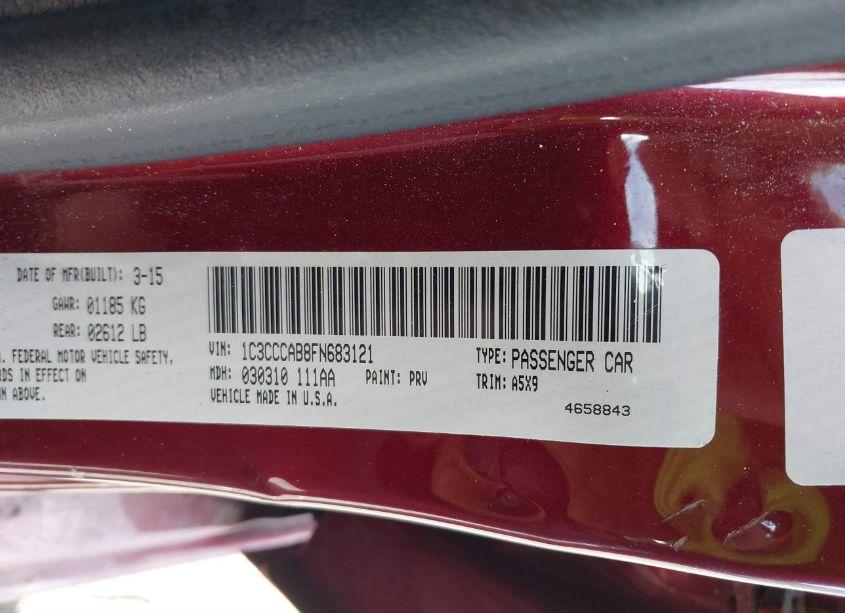 DATE OF MFR(BUILT): 3-15
GAWR: 01185 KG
REAR: 02612 LB
FEDERAL MOTOR VEHICLE SAFETY,
IN EFFECT ON
ABOVE.
VIN: 1C3CCCAB8FN683121
TYPE: PASSENGER CAR
MDH: 030310 111AA
PAINT: PRV
TRIM: A5X9
VEHICLE MADE IN U.S.A.
4658843